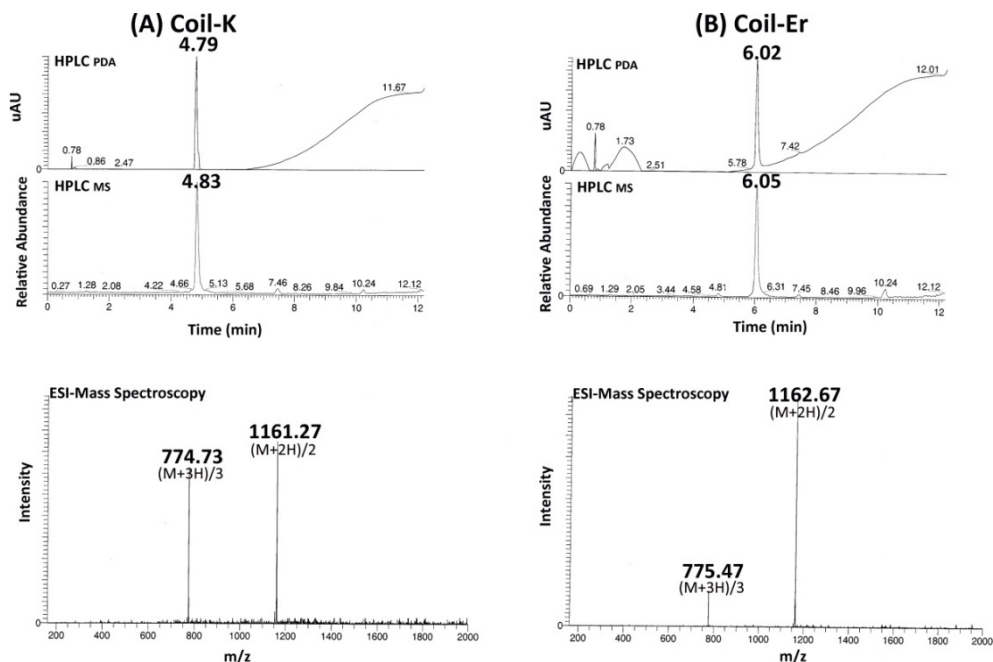 (A) Coil-K
4.79
HPLC PDA
uAU
0.78
0.86
2.47
11.67
0
4.83
HPLC MS
Relative Abundance
0.27 1.28 2.08 4.22 4.66 5.13 5.68 7.46 8.26 9.84 10.24 12.12
0
0 2 4 6 8 10 12
Time (min)
(B) Coil-Er
6.02
HPLC PDA
uAU
0.78
1.73
2.51
5.78
7.42
12.01
0
6.05
HPLC MS
Relative Abundance
0.69 1.29 2.05 3.44 4.58 4.81 6.31 7.45 8.46 9.96 10.24 12.12
0
0 2 4 6 8 10 12
Time (min)
ESI-Mass Spectroscopy
1161.27
(M+2H)/2
774.73
(M+3H)/3
Intensity
0
200 400 600 800 1000 1200 1400 1600 1800 2000
m/z
ESI-Mass Spectroscopy
1162.67
(M+2H)/2
775.47
(M+3H)/3
Intensity
0
200 400 600 800 1000 1200 1400 1600 1800 2000
m/z